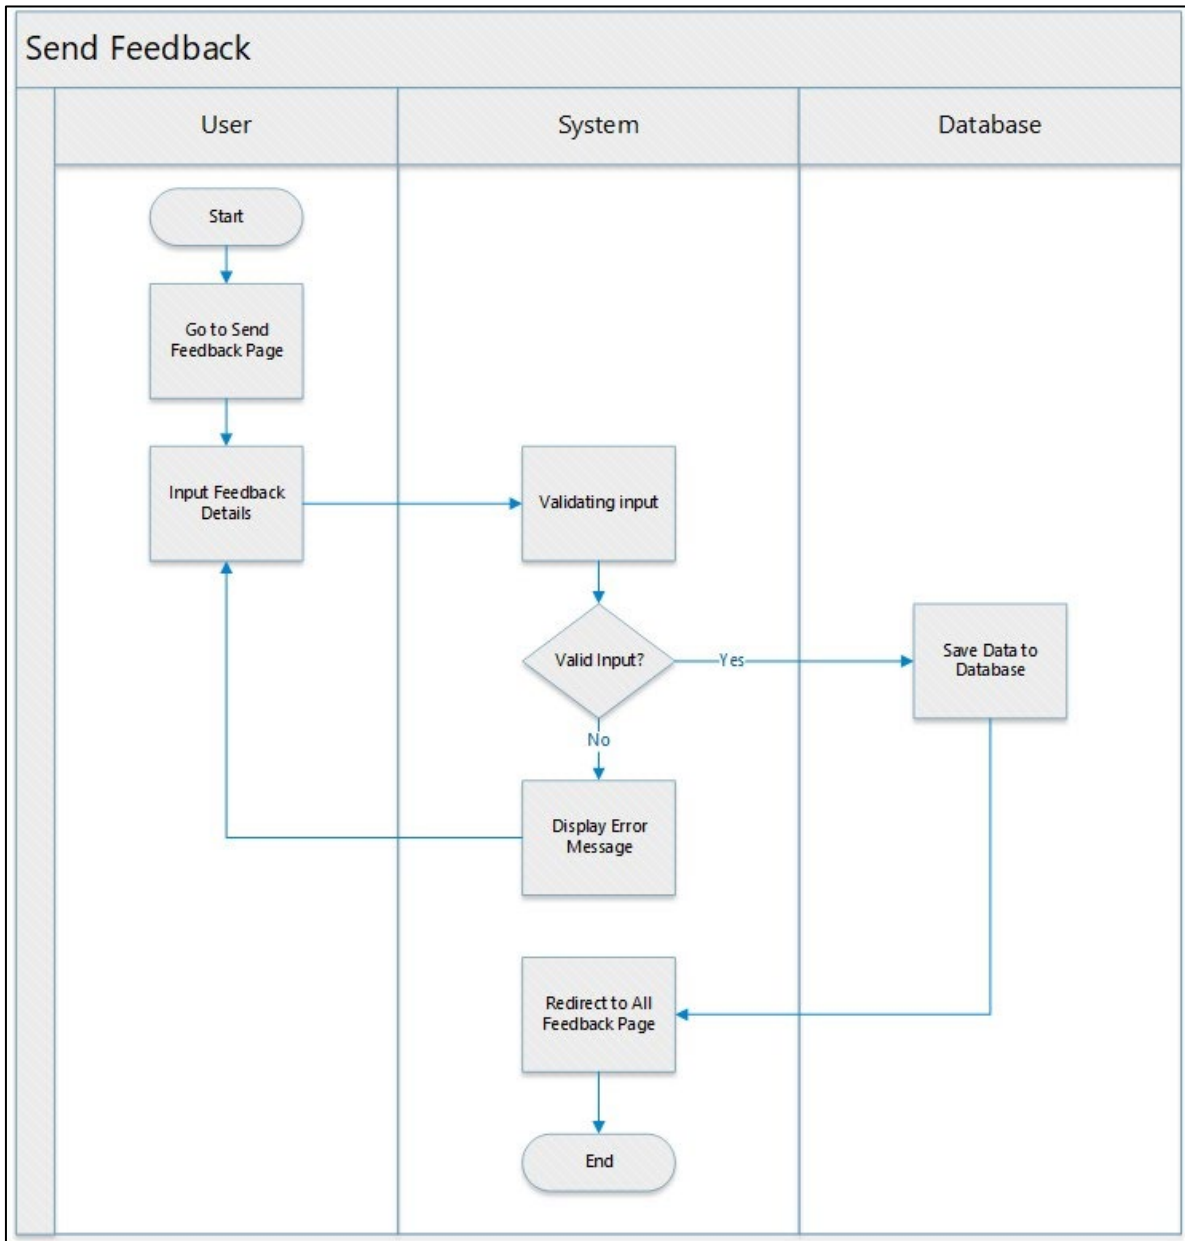 Send Feedback
User
System
Database
Start
Go to Send
Feedback Page
Input Feedback
Details
Validating input
Valid Input?
Yes
Save Data to
Database
No
Display Error
Message
Redirect to All
Feedback Page
End